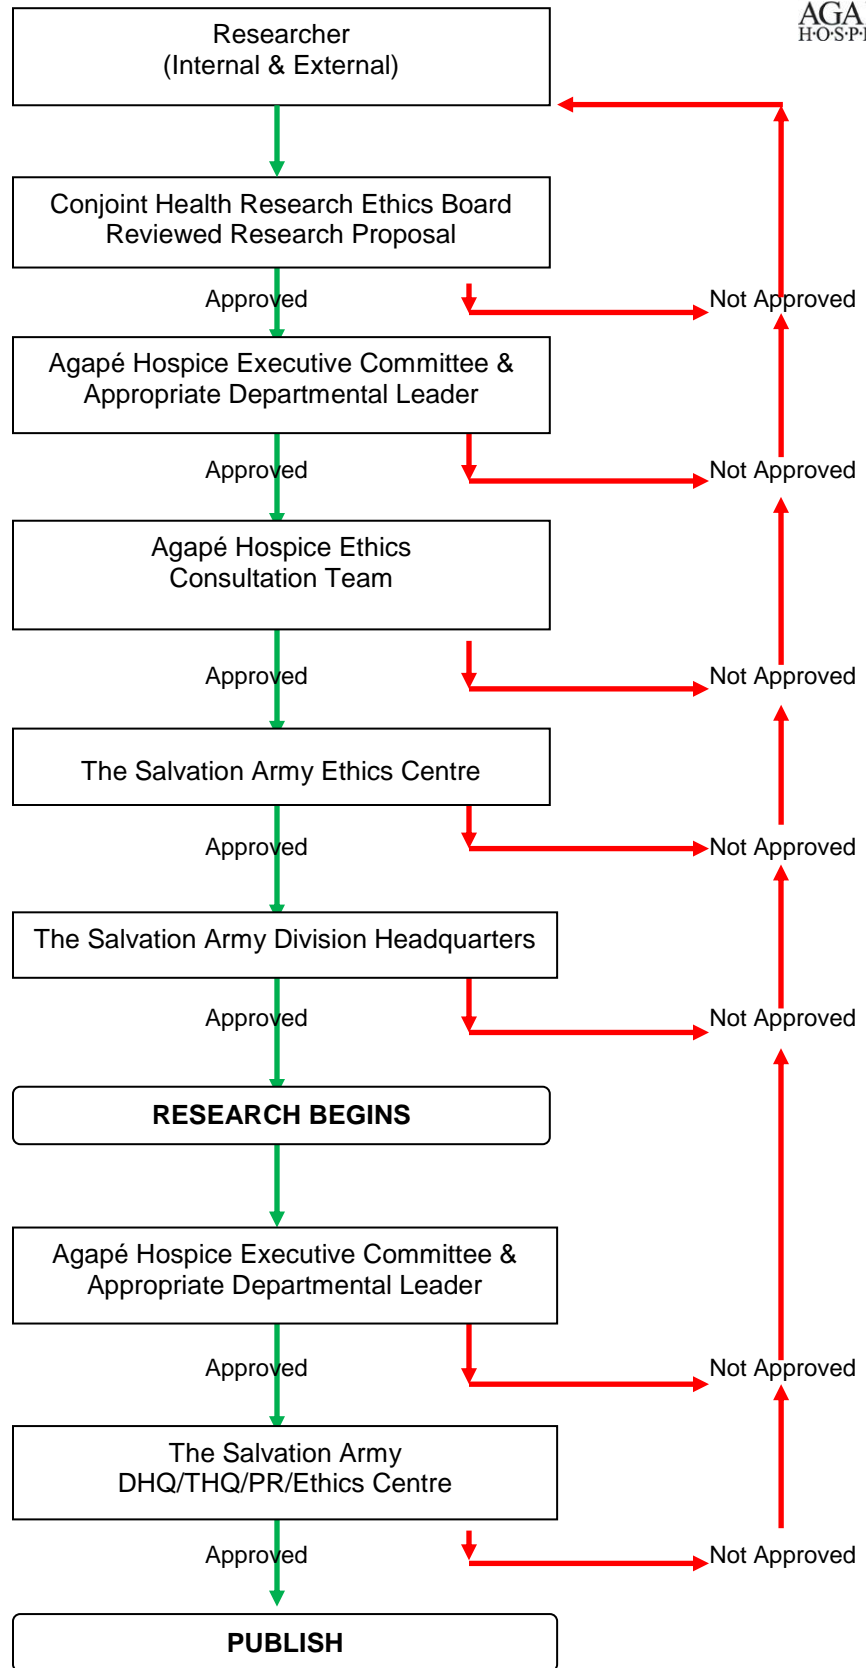 AGA
H·O·S·P·I
Researcher
(Internal & External)
Conjoint Health Research Ethics Board
Reviewed Research Proposal
Approved
Not Approved
Agapé Hospice Executive Committee &
Appropriate Departmental Leader
Approved
Not Approved
Agapé Hospice Ethics
Consultation Team
Approved
Not Approved
The Salvation Army Ethics Centre
Approved
Not Approved
The Salvation Army Division Headquarters
Approved
Not Approved
RESEARCH BEGINS
Agapé Hospice Executive Committee &
Appropriate Departmental Leader
Approved
Not Approved
The Salvation Army
DHQ/THQ/PR/Ethics Centre
Approved
Not Approved
PUBLISH